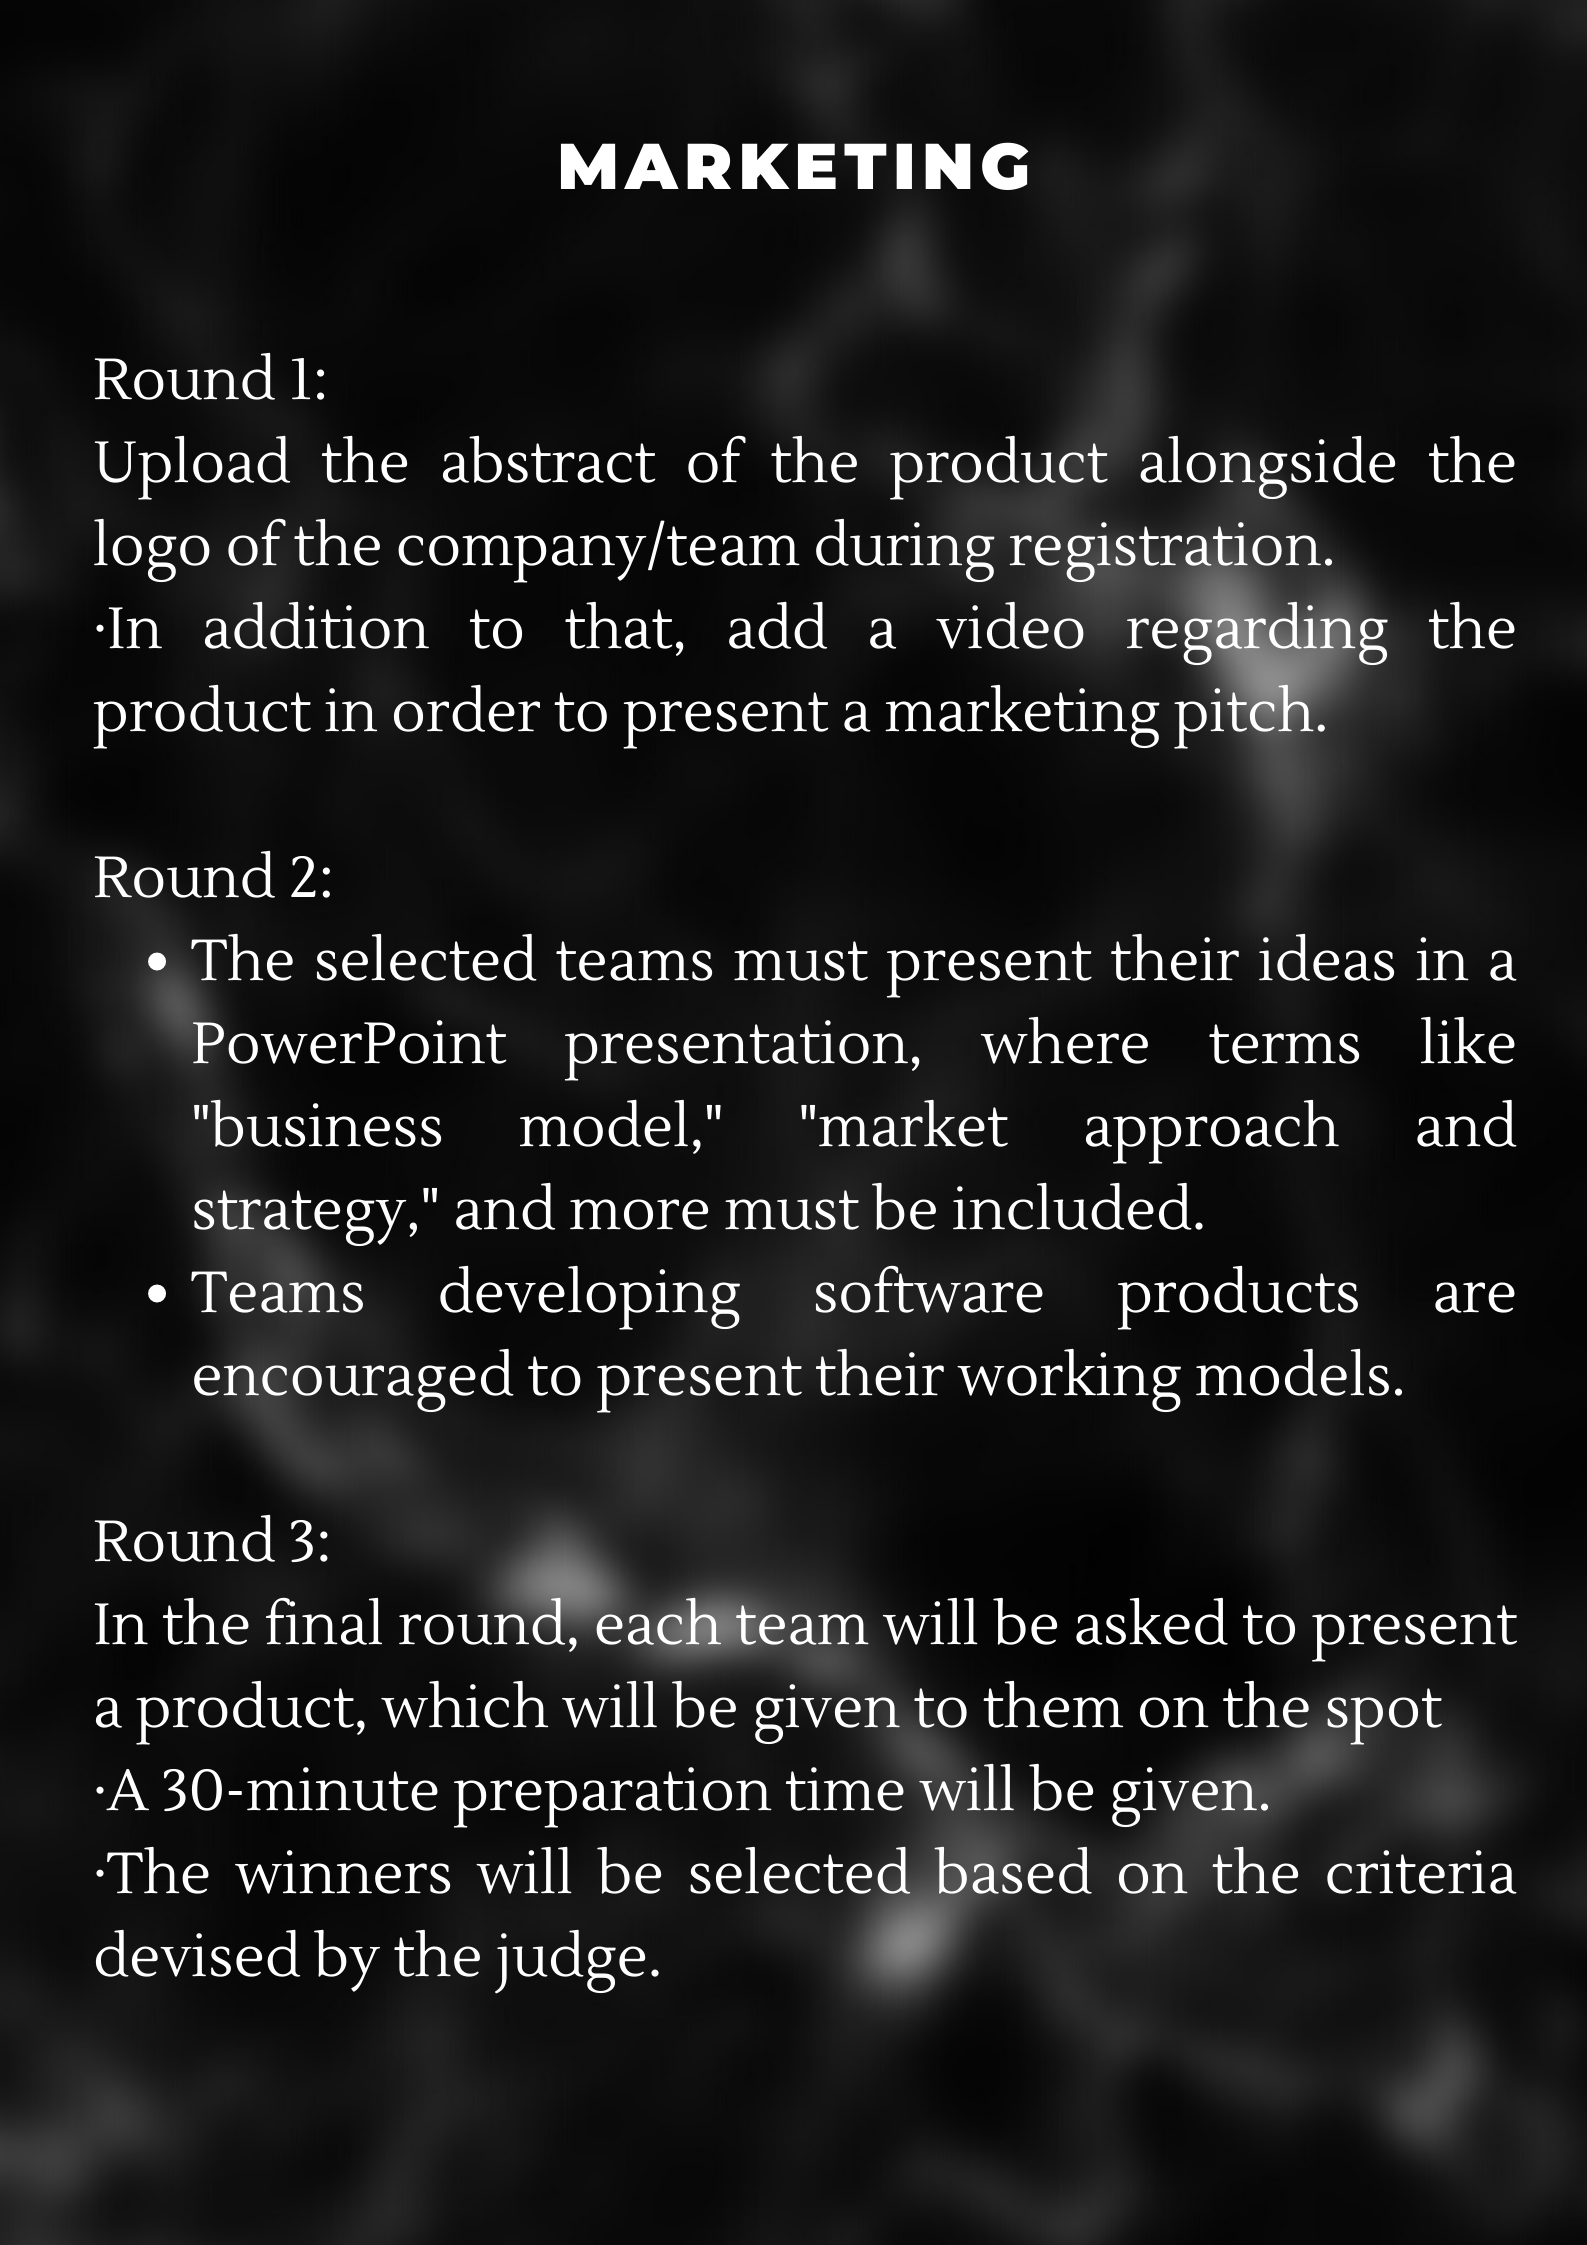 MARKETING
Round 1:
Upload the abstract of the product alongside the
logo of the company/team during registration.
·In addition to that, add a video regarding the
product in order to present a marketing pitch.
Round 2:
• The selected teams must present their ideas in a
PowerPoint presentation, where terms like
"business model," "market approach and
strategy," and more must be included.
• Teams developing software products are
encouraged to present their working models.
Round 3:
In the final round, each team will be asked to present
a product, which will be given to them on the spot
·A 30-minute preparation time will be given.
·The winners will be selected based on the criteria
devised by the judge.